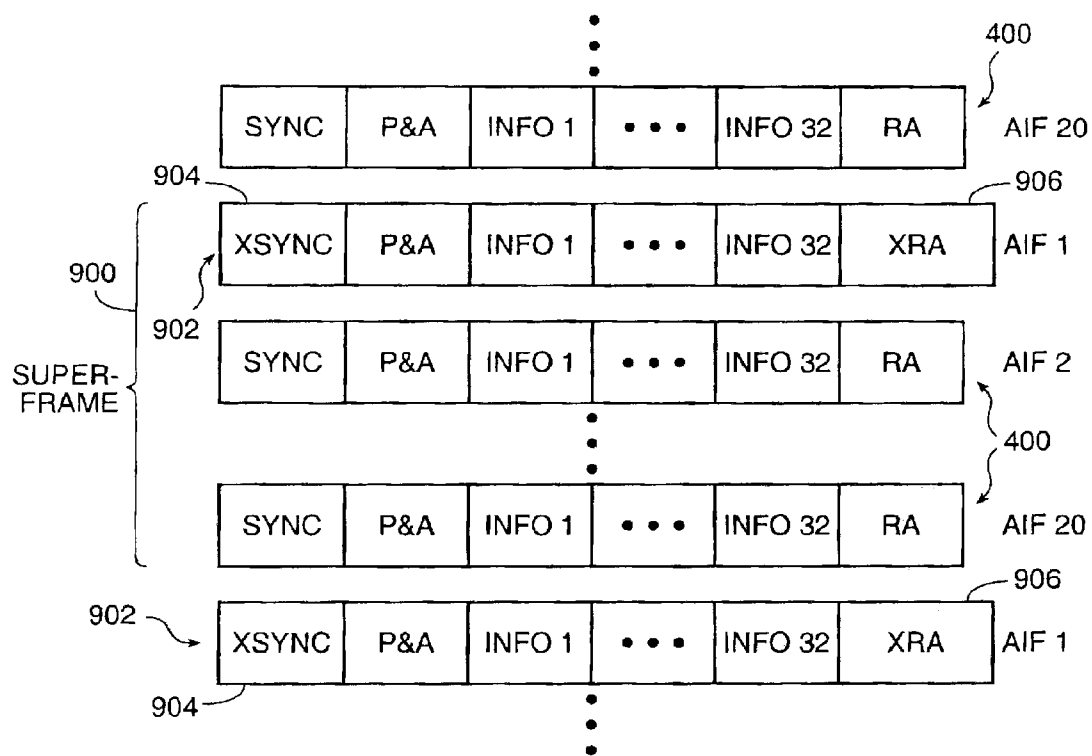 400
SYNC P&A INFO 1 ••• INFO 32 RA AIF 20
904 906
XSYNC P&A INFO 1 ••• INFO 32 XRA AIF 1
900
902
SYNC P&A INFO 1 ••• INFO 32 RA AIF 2
SUPER-
FRAME
400
SYNC P&A INFO 1 ••• INFO 32 RA AIF 20
906
902
XSYNC P&A INFO 1 ••• INFO 32 XRA AIF 1
904